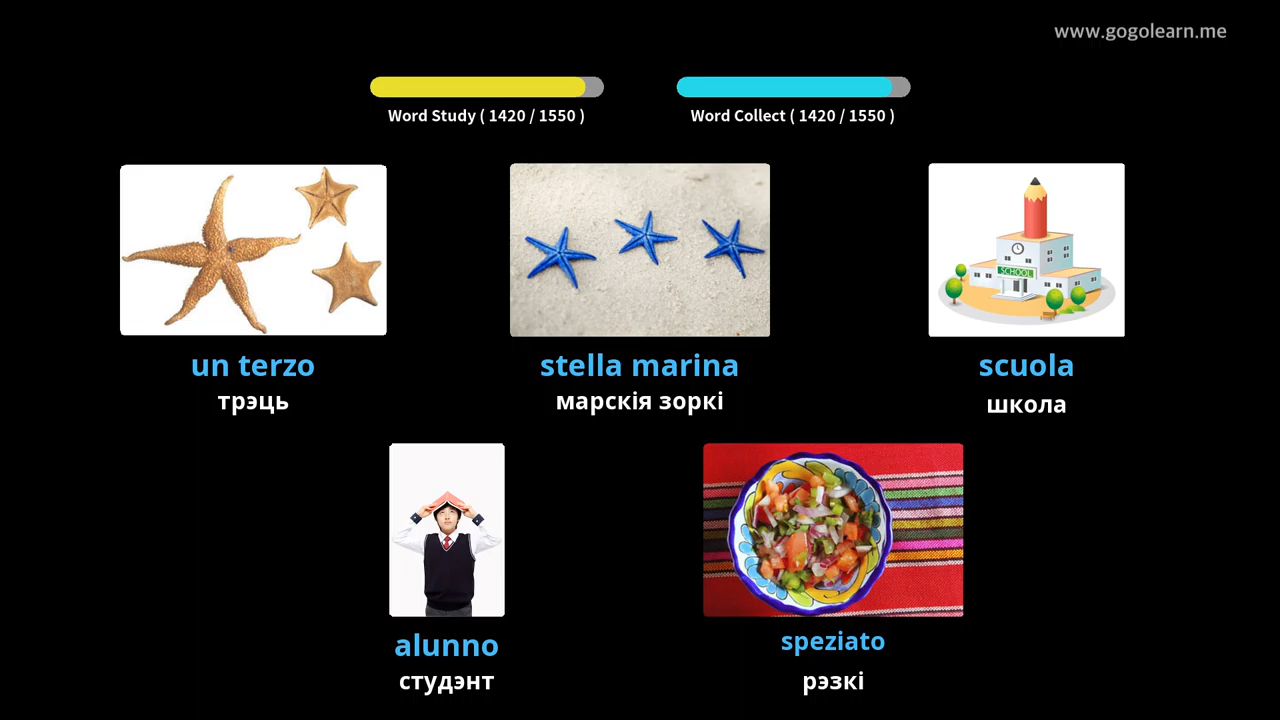 www.gogolearn.me
Word Study ( 1420 / 1550 )
Word Collect ( 1420 / 1550 )
SCHOOL
un terzo
трэць
stella marina
марскія зоркі
scuola
школа
alunno
студэнт
speziato
рэзкі